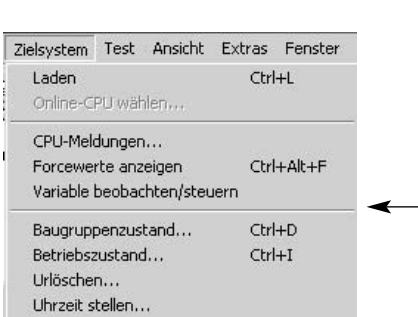 Zielsystem Test Ansicht Extras Fenster
Laden Ctrl+L
Online-CPU wählen...
CPU-Meldungen...
Forcewerte anzeigen Ctrl+Alt+F
Variable beobachten/steuern
Baugruppenzustand... Ctrl+D
Betriebszustand... Ctrl+I
Urlöschen...
Uhrzeit stellen...